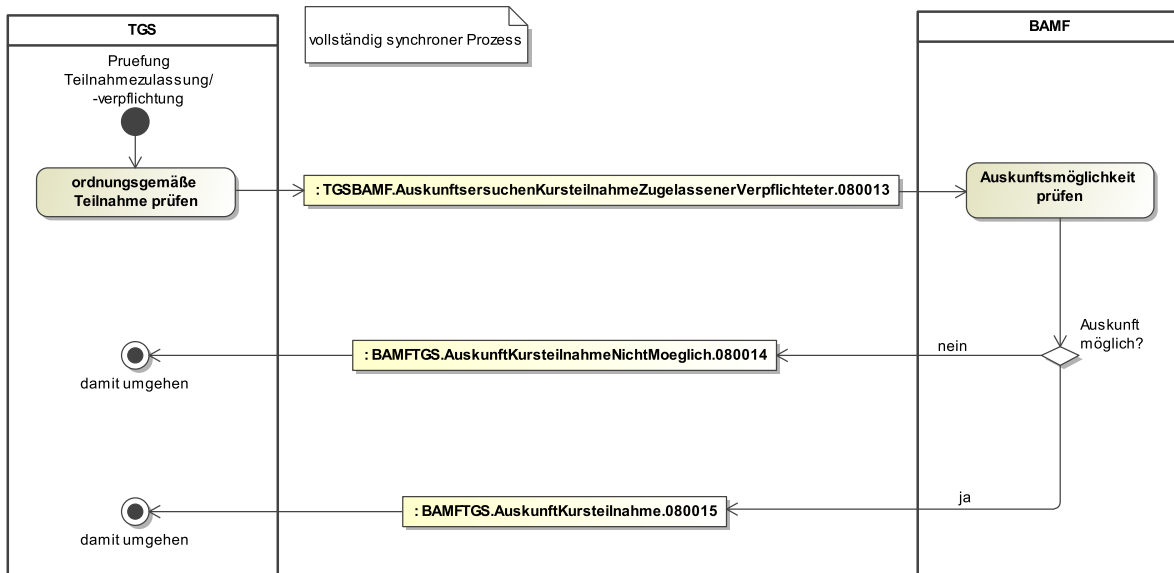 TGS
vollständig synchroner Prozess
BAMF
Pruefung
Teilnahmezulassung/
-verpflichtung
ordnungsgemäße
Teilnahme prüfen
: TGSBAMF.AuskunftsersuchenKursteilnahmeZugelassenerVerpflichteter.080013
Auskunftsmöglichkeit
prüfen
Auskunft
möglich?
nein
: BAMFTGS.AuskunftKursteilnahmeNichtMoeglich.080014
damit umgehen
ja
: BAMFTGS.AuskunftKursteilnahme.080015
damit umgehen